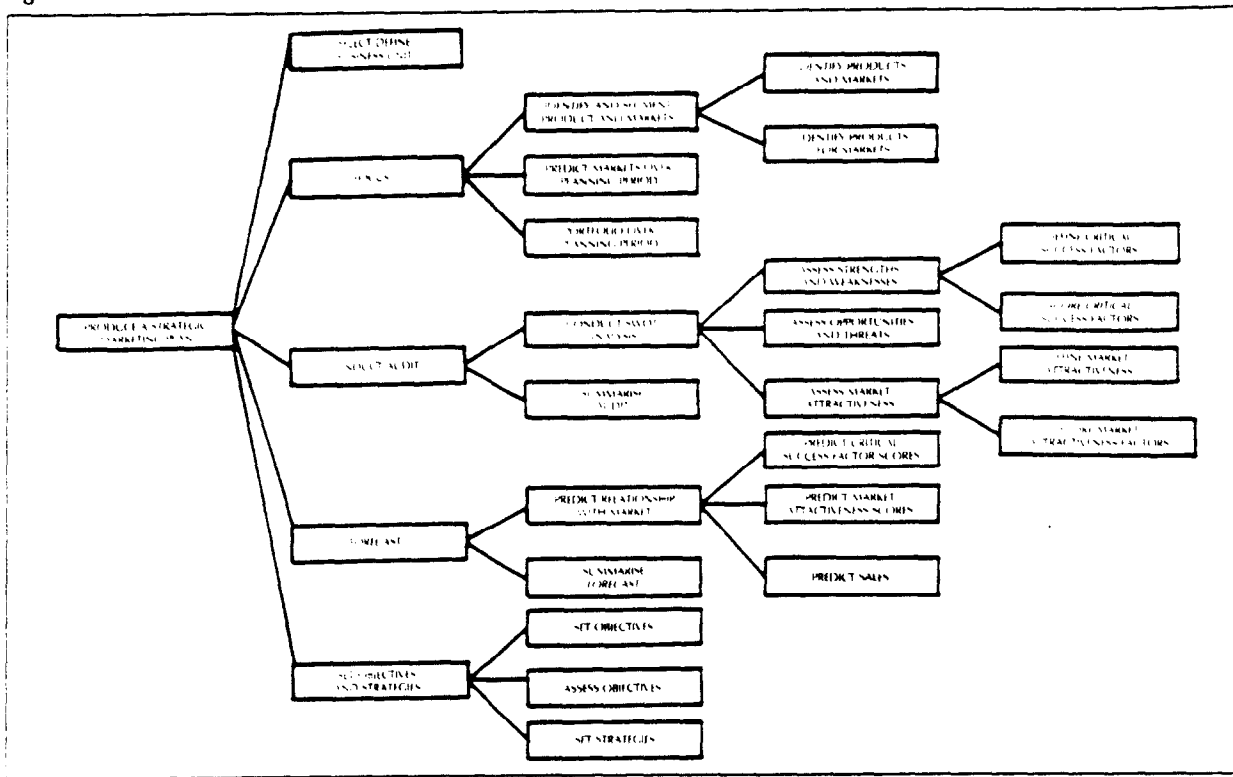 SELECT DEFINE
BUSINESS UNIT
FOCUS
IDENTIFY AND SEGMENT
PRODUCT AND MARKETS
PREDICT MARKETS OVER
PLANNING PERIOD
PORTFOLIO OVER
PLANNING PERIOD
IDENTIFY PRODUCTS
AND MARKETS
IDENTIFY PRODUCTS
FOR MARKETS
PRODUCE A STRATEGIC
MARKETING PLAN
CONDUCT AUDIT
CONDUCT SWOT
ANALYSIS
SUMMARISE
AUDIT
ASSESS STRENGTHS
AND WEAKNESSES
ASSESS OPPORTUNITIES
AND THREATS
ASSESS MARKET
ATTRACTIVENESS
DEFINE CRITICAL
SUCCESS FACTORS
SCORE CRITICAL
SUCCESS FACTORS
DEFINE MARKET
ATTRACTIVENESS
SCORE MARKET
ATTRACTIVENESS FACTORS
FORECAST
PREDICT RELATIONSHIP
WITH MARKET
SUMMARISE
FORECAST
PREDICT CRITICAL
SUCCESS FACTOR SCORES
PREDICT MARKET
ATTRACTIVENESS SCORES
PREDICT SALES
SET OBJECTIVES
AND STRATEGIES
SET OBJECTIVES
ASSESS OBJECTIVES
SET STRATEGIES